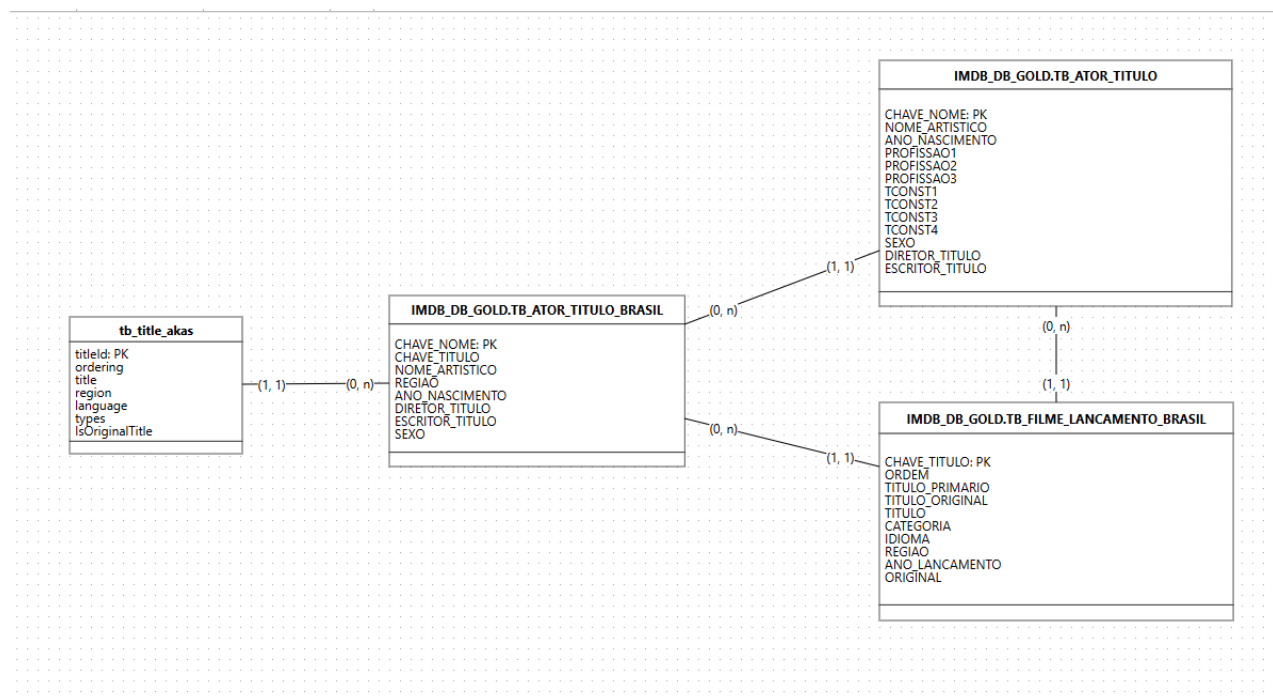 IMDB_DB_GOLD.TB_ATOR_TITULO
CHAVE_NOME: PK
NOME_ARTISTICO
ANO_NASCIMENTO
PROFISSAO1
PROFISSAO2
PROFISSAO3
TCONST1
TCONST2
TCONST3
TCONST4
SEXO
DIRETOR_TITULO
ESCRITOR_TITULO
(1, 1)
(0, n)
(0, n)
(1, 1)
IMDB_DB_GOLD.TB_ATOR_TITULO_BRASIL
CHAVE_NOME: PK
CHAVE_TITULO
NOME_ARTISTICO
REGIAO
ANO_NASCIMENTO
DIRETOR_TITULO
ESCRITOR_TITULO
SEXO
tb_title_akas
titleId: PK
ordering
title
region
language
types
IsOriginalTitle
(1, 1)
(0, n)
(0, n)
(1, 1)
IMDB_DB_GOLD.TB_FILME_LANCAMENTO_BRASIL
CHAVE_TITULO: PK
ORDEM
TITULO_PRIMARIO
TITULO_ORIGINAL
TITULO
CATEGORIA
IDIOMA
REGIAO
ANO_LANCAMENTO
ORIGINAL